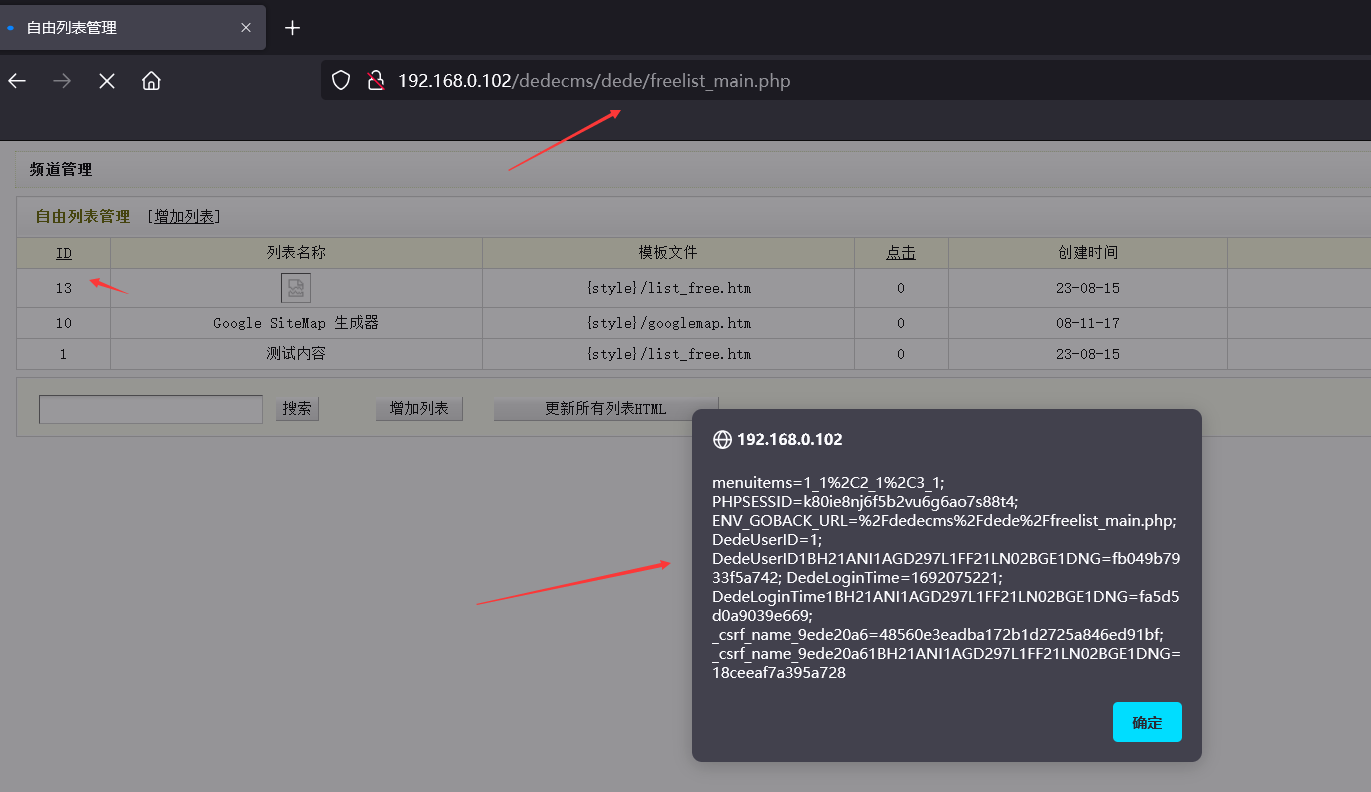 自由列表管理
192.168.0.102/dedecms/dede/freelist_main.php
频道管理
自由列表管理 [增加列表]
ID 列表名称 模板文件 点击 创建时间
13 {style}/list_free.htm 0 23-08-15
10 Google SiteMap 生成器 {style}/googlemap.htm 0 08-11-17
1 测试内容 {style}/list_free.htm 0 23-08-15
搜索 增加列表 更新所有列表HTML
192.168.0.102
menuitems=1_1%2C2_1%2C3_1;
PHPSESSID=k80ie8nj6f5b2vu6g6ao7s88t4;
ENV_GOBACK_URL=%2Fdedecms%2Fdede%2Ffreelist_main.php;
DedeUserID=1;
DedeUserID1BH21ANI1AGD297L1FF21LN02BGE1DNG=fb049b79
33f5a742; DedeLoginTime=1692075221;
DedeLoginTime1BH21ANI1AGD297L1FF21LN02BGE1DNG=fa5d5
d0a9039e669;
_csrf_name_9ede20a6=48560e3eadba172b1d2725a846ed91bf;
_csrf_name_9ede20a61BH21ANI1AGD297L1FF21LN02BGE1DNG=
18ceeaf7a395a728
确定